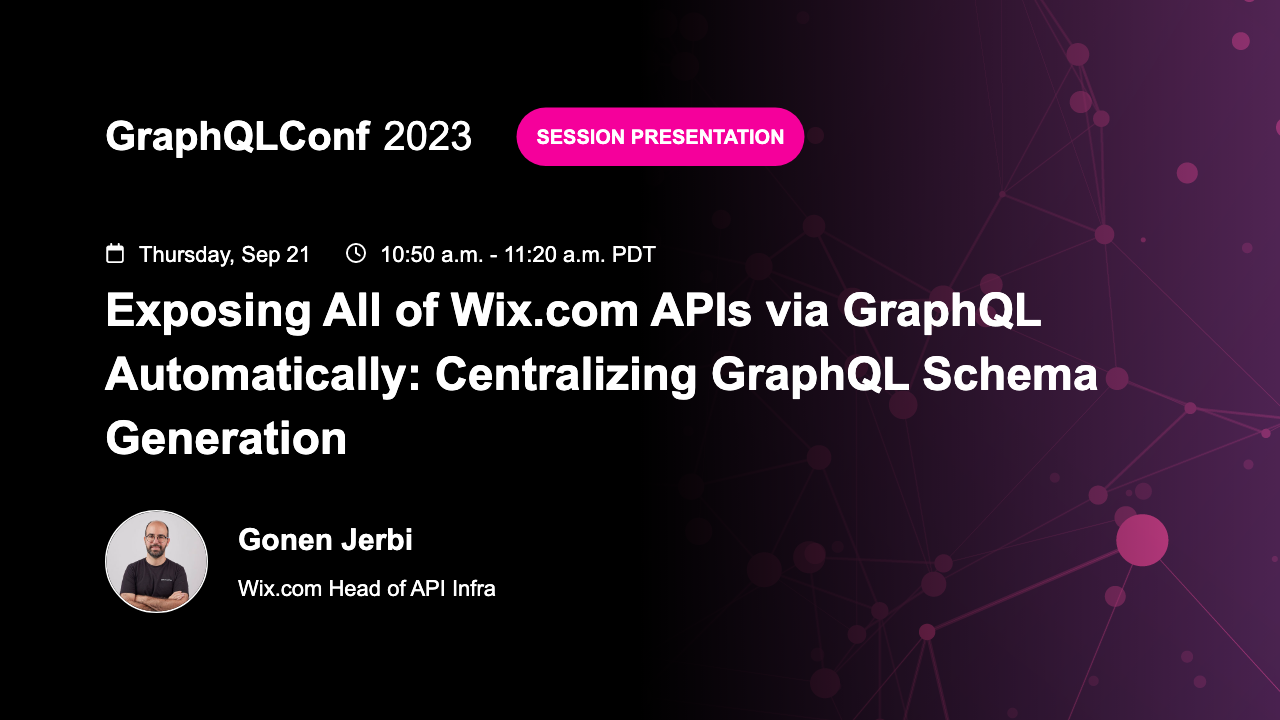 GraphQLConf 2023
SESSION PRESENTATION
Thursday, Sep 21
10:50 a.m. - 11:20 a.m. PDT
Exposing All of Wix.com APIs via GraphQL
Automatically: Centralizing GraphQL Schema
Generation
Gonen Jerbi
Wix.com Head of API Infra